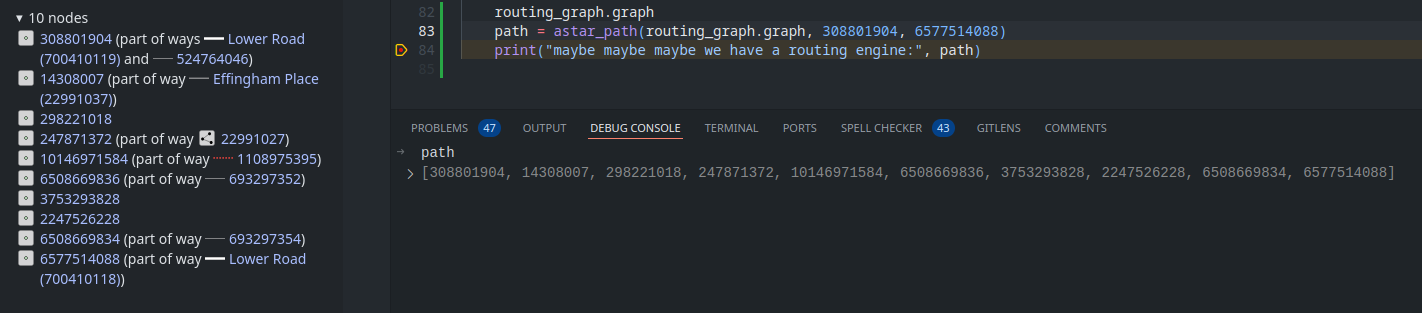 ▾ 10 nodes
308801904 (part of ways Lower Road
(700410119) and 524764046)
14308007 (part of way Effingham Place
(22991037))
298221018
247871372 (part of way 22991027)
10146971584 (part of way 1108975395)
6508669836 (part of way 693297352)
3753293828
2247526228
6508669834 (part of way 693297354)
6577514088 (part of way Lower Road
(700410118))
82 routing_graph.graph
83 path = astar_path(routing_graph.graph, 308801904, 6577514088)
84 print("maybe maybe maybe we have a routing engine:", path)
85
PROBLEMS 47 OUTPUT DEBUG CONSOLE TERMINAL PORTS SPELL CHECKER 43 GITLENS COMMENTS
→ path
> [308801904, 14308007, 298221018, 247871372, 10146971584, 6508669836, 3753293828, 2247526228, 6508669834, 6577514088]